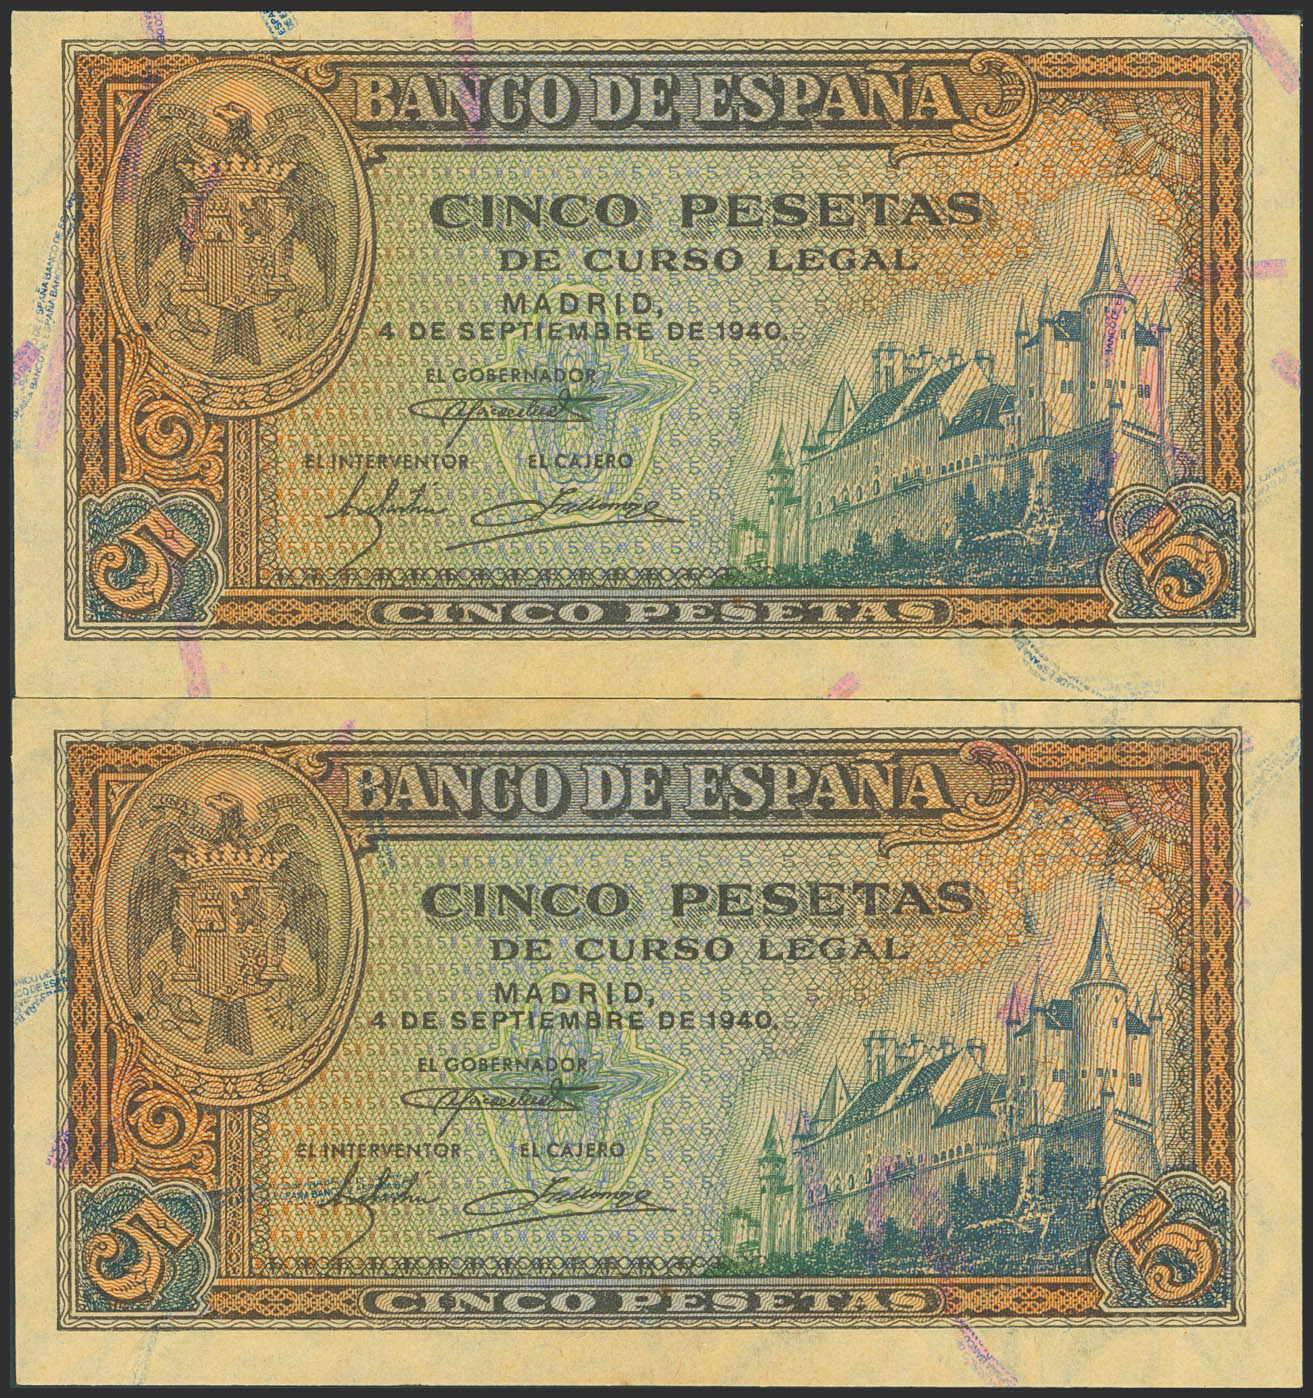 BANCO DE ESPAÑA
CINCO PESETAS
DE CURSO LEGAL
MADRID,
4 DE SEPTIEMBRE DE 1940.
EL GOBERNADOR
EL INTERVENTOR EL CAJERO
5 5
CINCO PESETAS
BANCO DE ESPAÑA
CINCO PESETAS
DE CURSO LEGAL
MADRID,
4 DE SEPTIEMBRE DE 1940.
EL GOBERNADOR
EL INTERVENTOR EL CAJERO
5 5
CINCO PESETAS